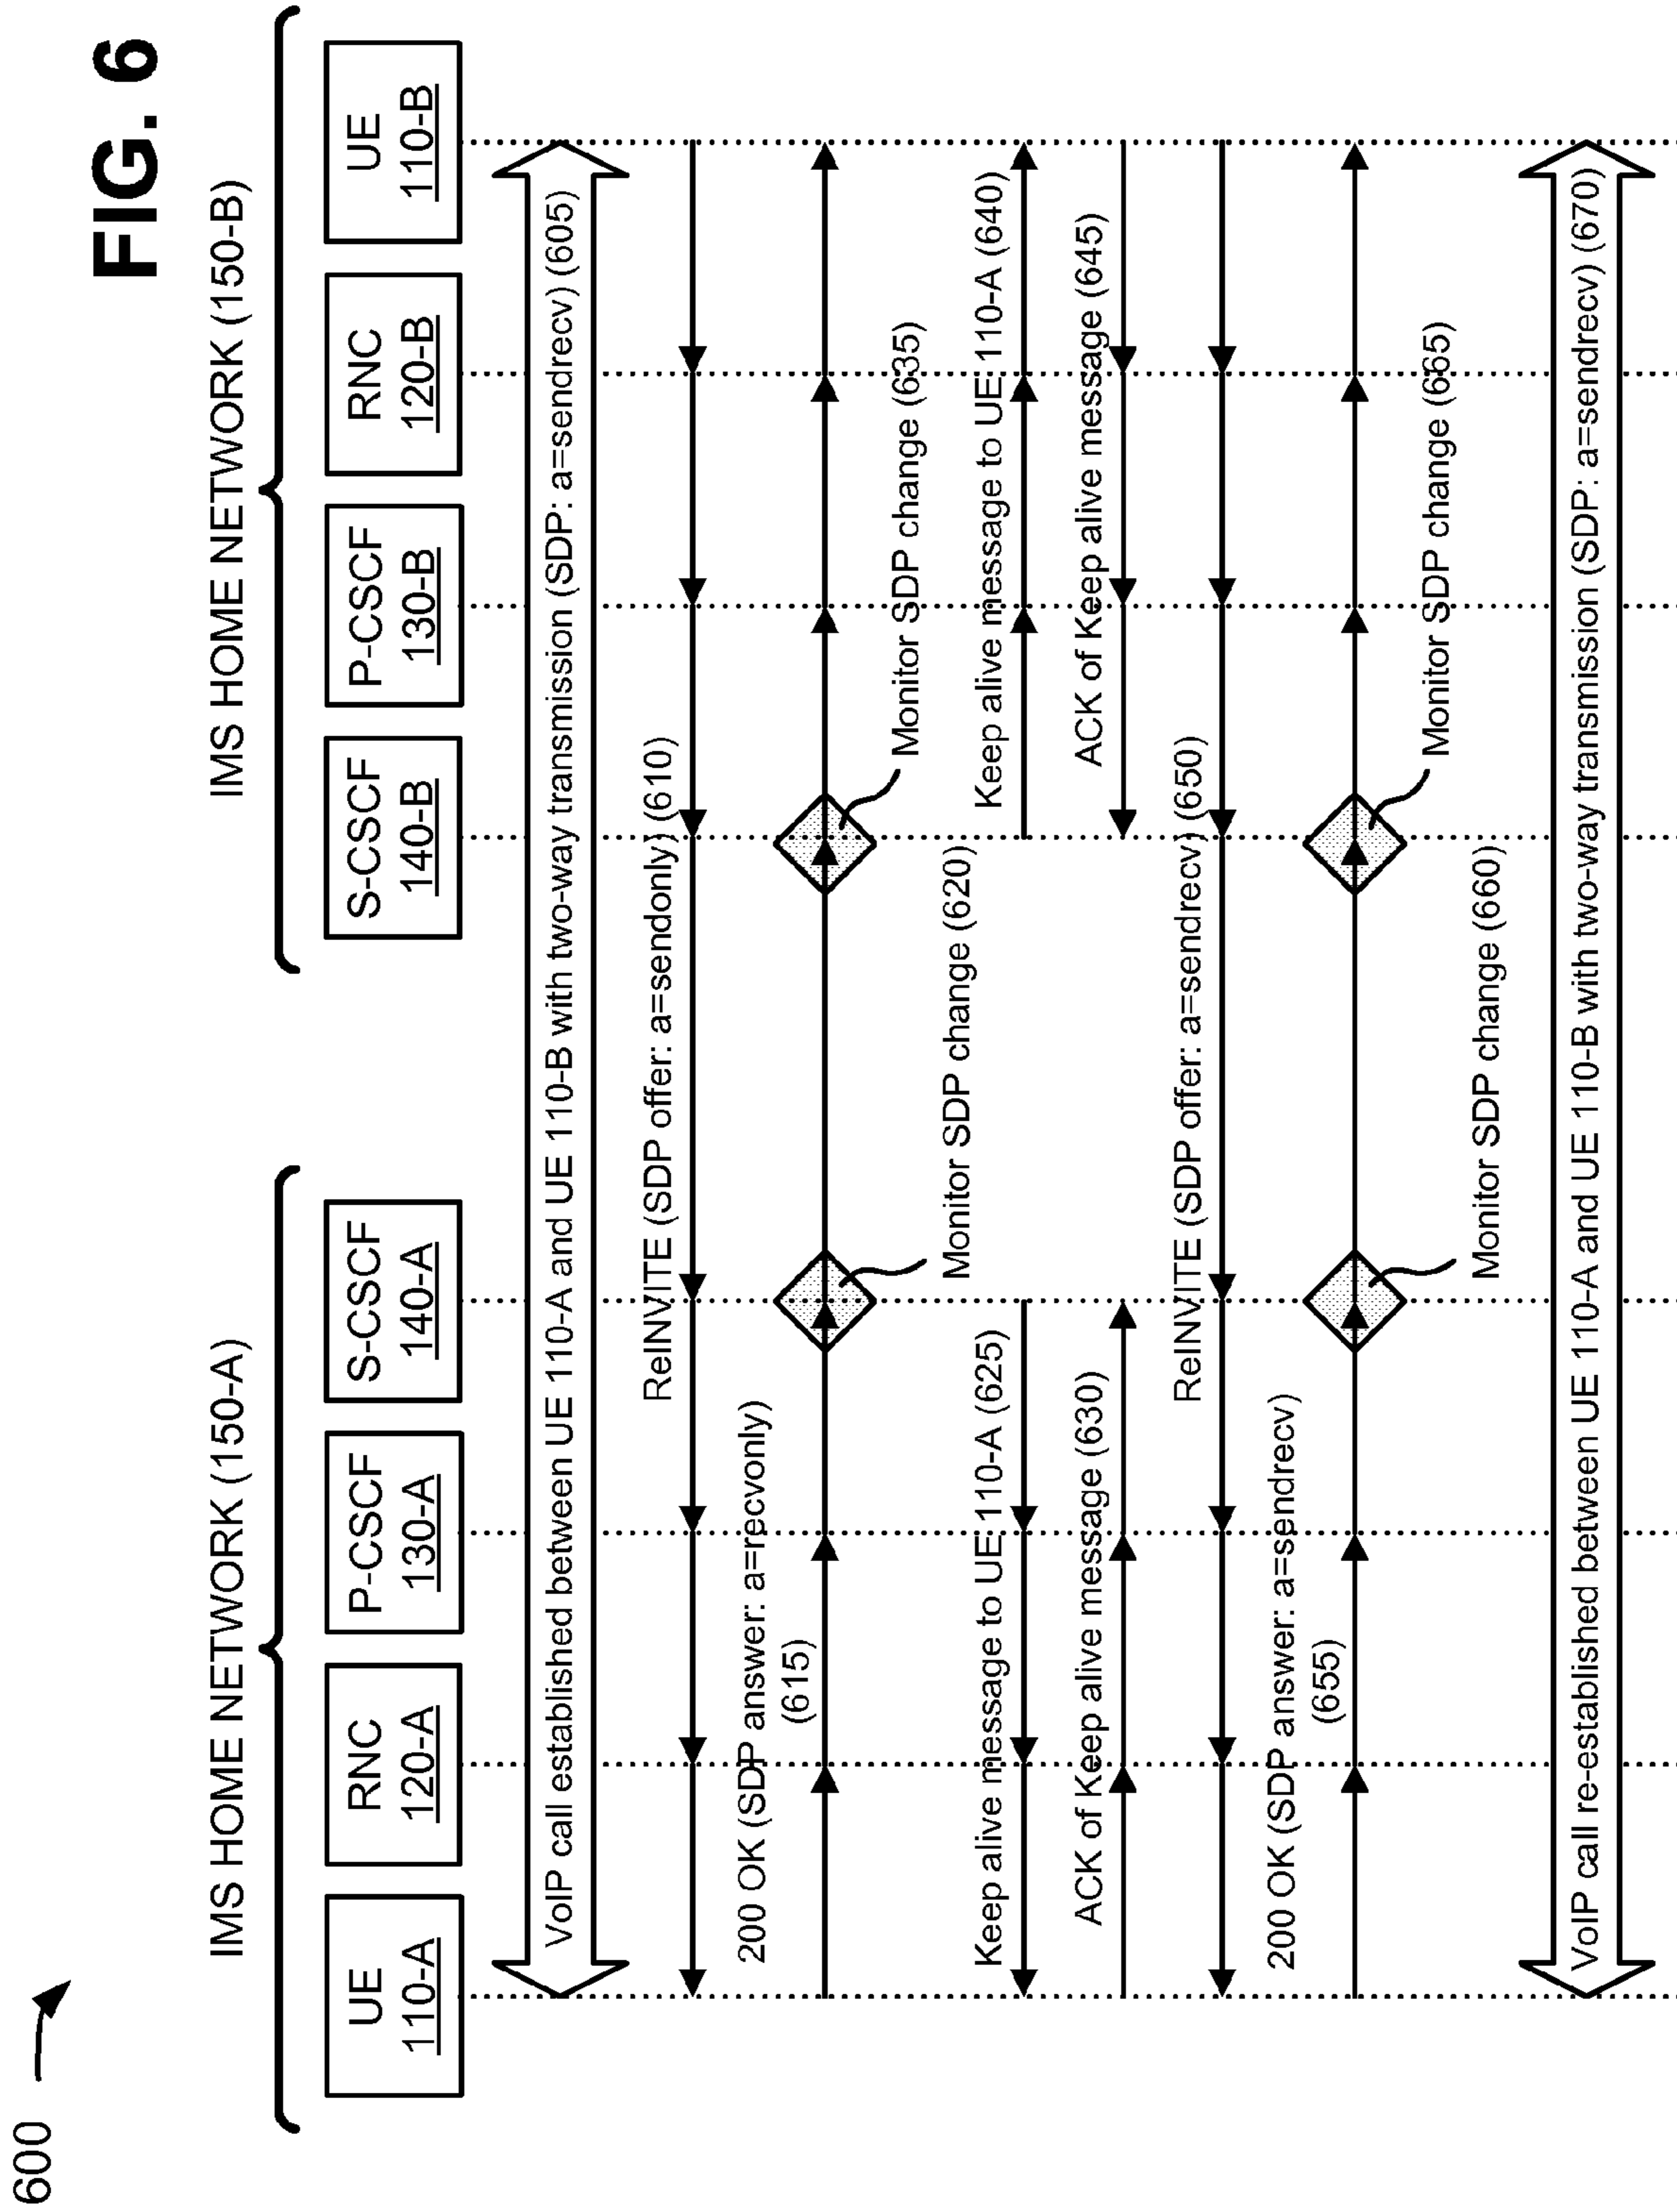 600
FIG. 6
IMS HOME NETWORK (150-A)
IMS HOME NETWORK (150-B)
UE
110-A
RNC
120-A
P-CSCF
130-A
S-CSCF
140-A
S-CSCF
140-B
P-CSCF
130-B
RNC
120-B
UE
110-B
VoIP call established between UE 110-A and UE 110-B with two-way transmission (SDP: a=sendrecv) (605)
ReINVITE (SDP offer: a=sendonly) (610)
200 OK (SDP answer: a=recvonly)
(615)
Monitor SDP change (620)
Monitor SDP change (635)
Keep alive message to UE 110-A (625)
Keep alive message to UE 110-A (640)
ACK of Keep alive message (630)
ACK of Keep alive message (645)
ReINVITE (SDP offer: a=sendrecv) (650)
200 OK (SDP answer: a=sendrecv)
(655)
Monitor SDP change (660)
Monitor SDP change (665)
VoIP call re-established between UE 110-A and UE 110-B with two-way transmission (SDP: a=sendrecv) (670)